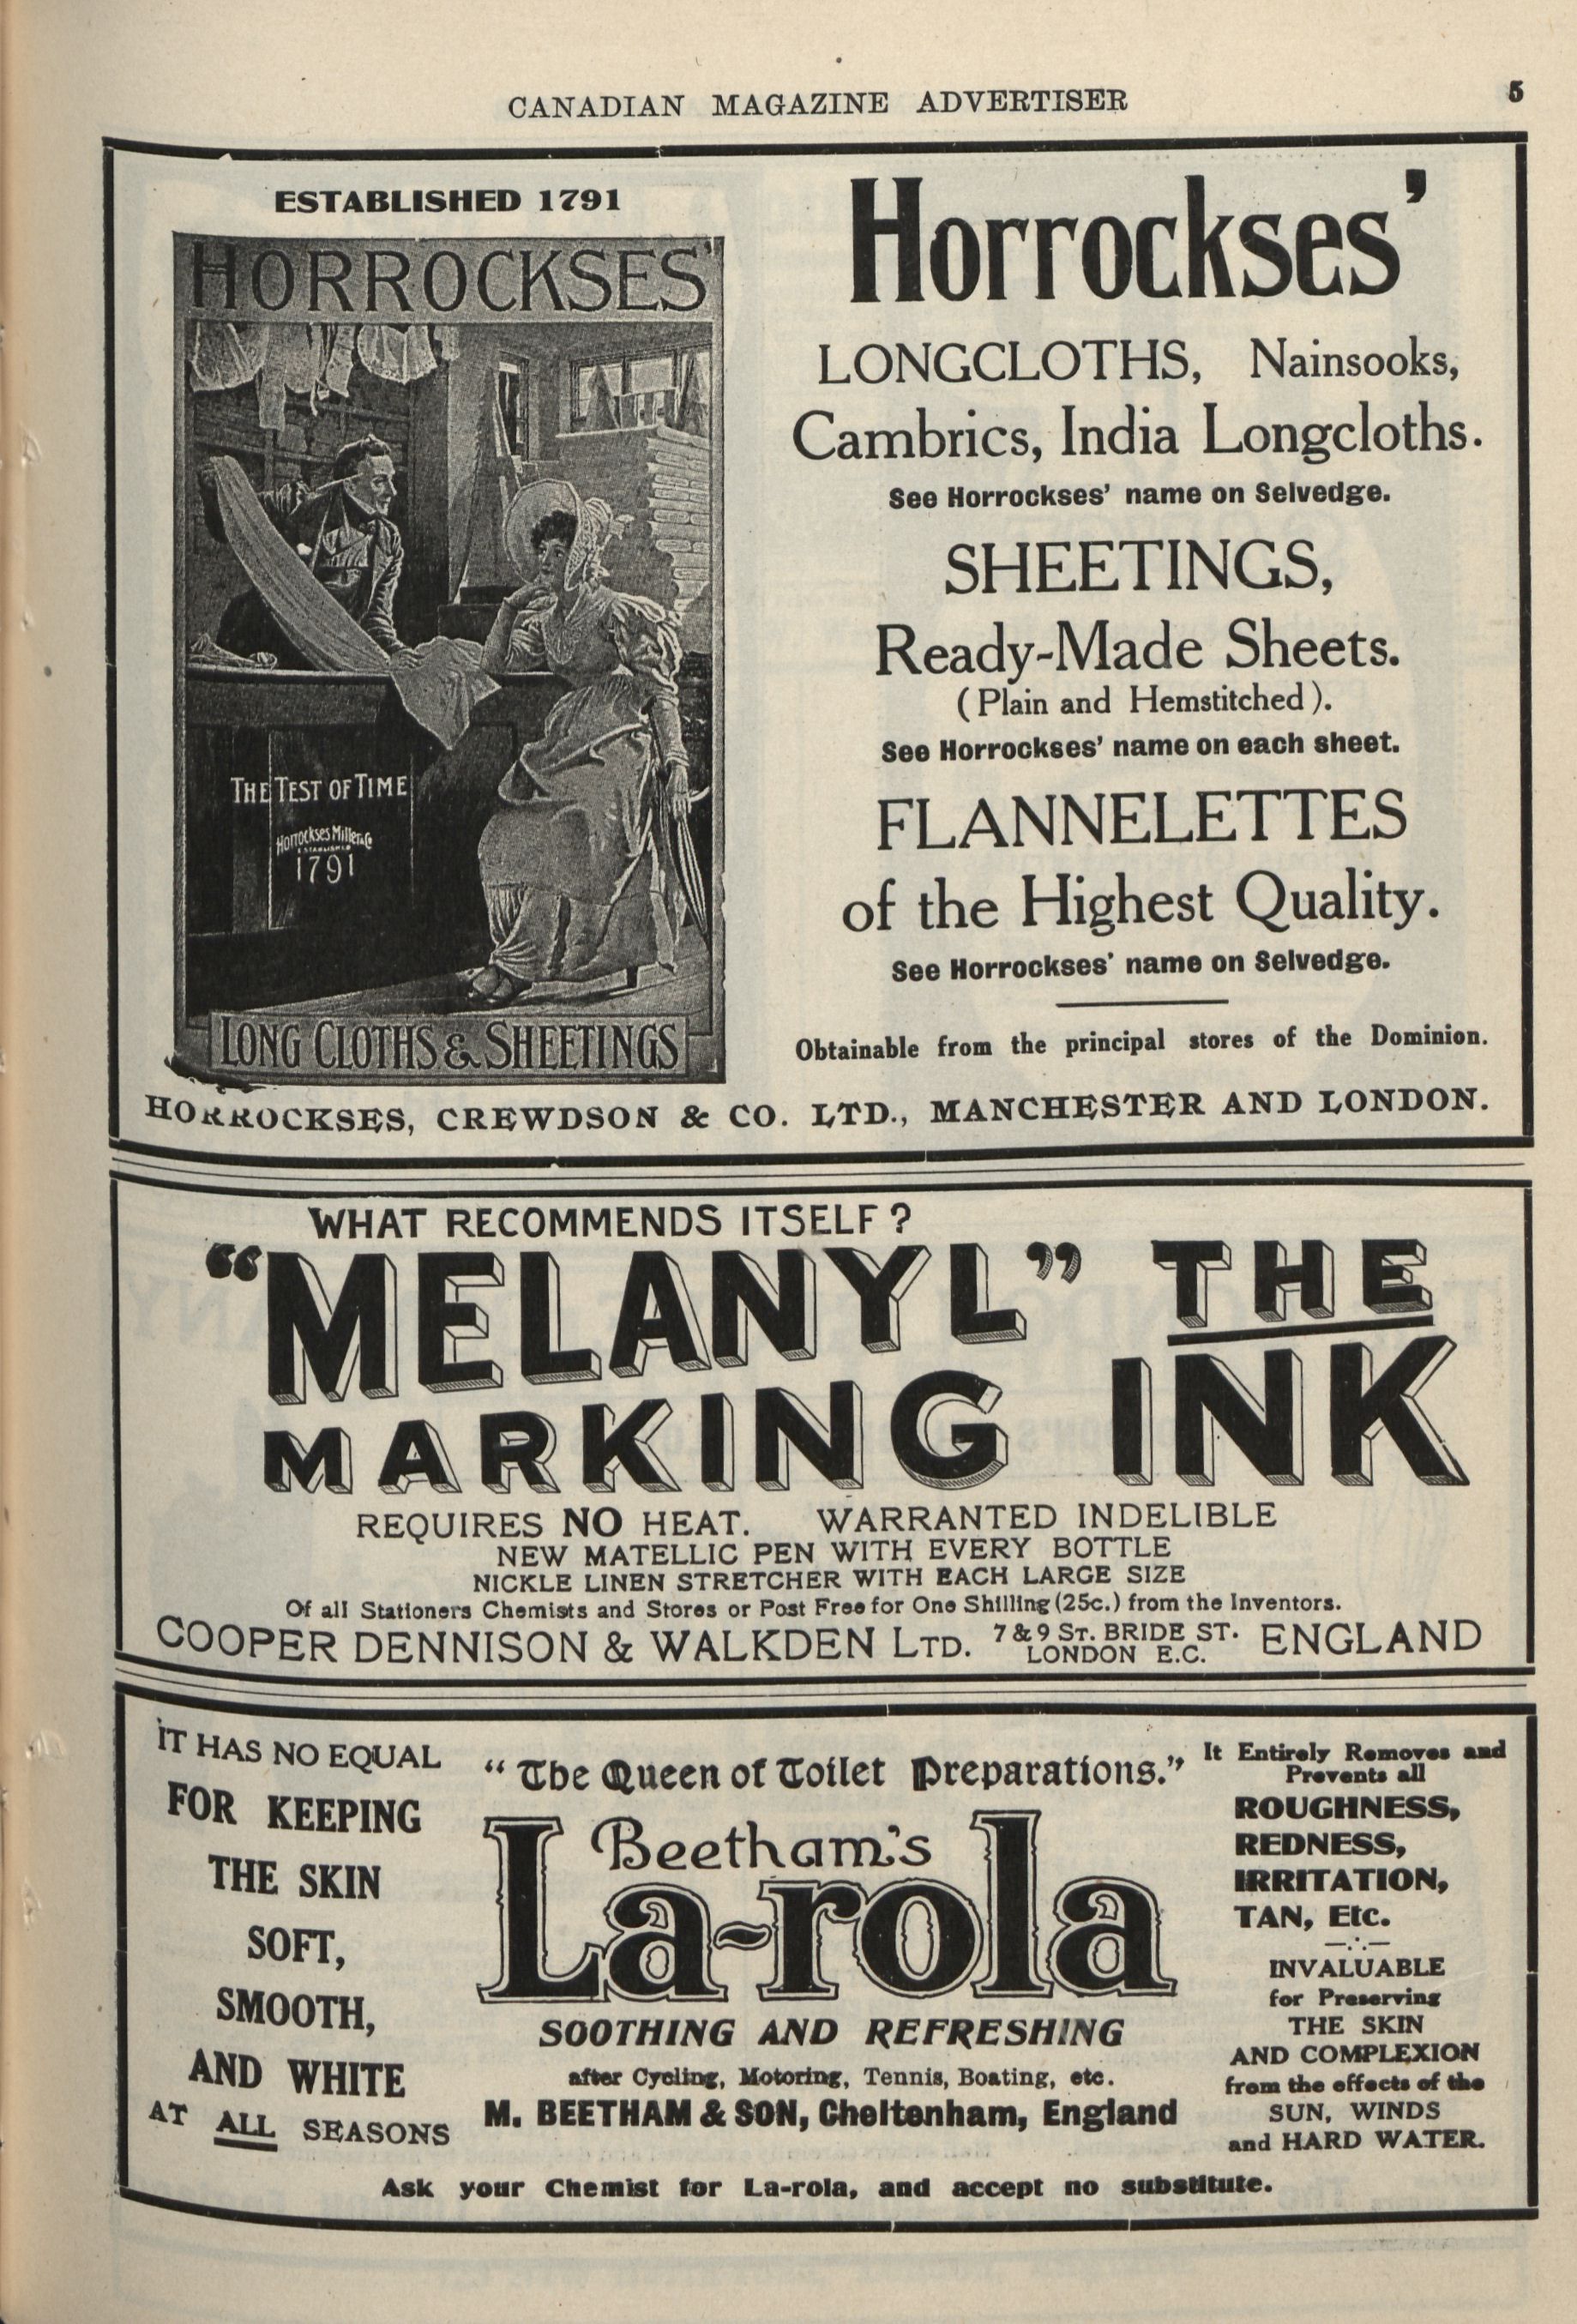 CANADIAN MAGAZINE ADVERTISER
5
ESTABLISHED 1791
HORROCKSES'
THE TEST OF TIME
Horrockses Miller & Co
ESTABLISHED
1791
LONG CLOTHS & SHEETINGS
Horrockses'
LONGCLOTHS, Nainsooks,
Cambrics, India Longcloths.
See Horrockses' name on Selvedge.
SHEETINGS,
Ready-Made Sheets.
(Plain and Hemstitched).
See Horrockses' name on each sheet.
FLANNELETTES
of the Highest Quality.
See Horrockses' name on Selvedge.
Obtainable from the principal stores of the Dominion.
HORROCKSES, CREWDSON & CO. LTD., MANCHESTER AND LONDON.
WHAT RECOMMENDS ITSELF?
"MELANYL" THE
MARKING INK
REQUIRES NO HEAT. WARRANTED INDELIBLE
NEW MATELLIC PEN WITH EVERY BOTTLE
NICKLE LINEN STRETCHER WITH EACH LARGE SIZE
Of all Stationers Chemists and Stores or Post Free for One Shilling (25c.) from the Inventors.
COOPER DENNISON & WALKDEN LTD. 7 & 9 ST. BRIDE ST. LONDON E.C. ENGLAND
IT HAS NO EQUAL
FOR KEEPING
THE SKIN
SOFT,
SMOOTH,
AND WHITE
AT ALL SEASONS
"The Queen of Toilet Preparations."
Beetham's
La-rola
SOOTHING AND REFRESHING
after Cycling, Motoring, Tennis, Boating, etc.
M. BEETHAM & SON, Cheltenham, England
It Entirely Removes and
Prevents all
ROUGHNESS,
REDNESS,
IRRITATION,
TAN, Etc.
INVALUABLE
for Preserving
THE SKIN
AND COMPLEXION
from the effects of the
SUN, WINDS
and HARD WATER.
Ask your Chemist for La-rola, and accept no substitute.